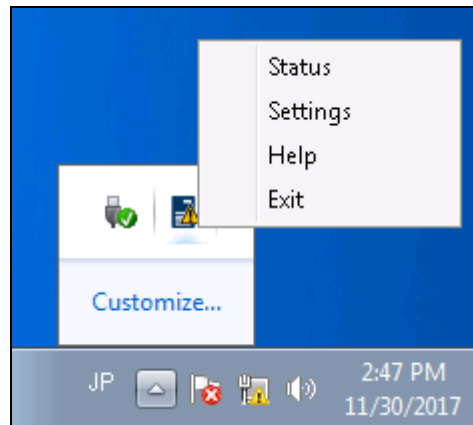 Status
Settings
Help
Exit
Customize...
JP
2:47 PM
11/30/2017